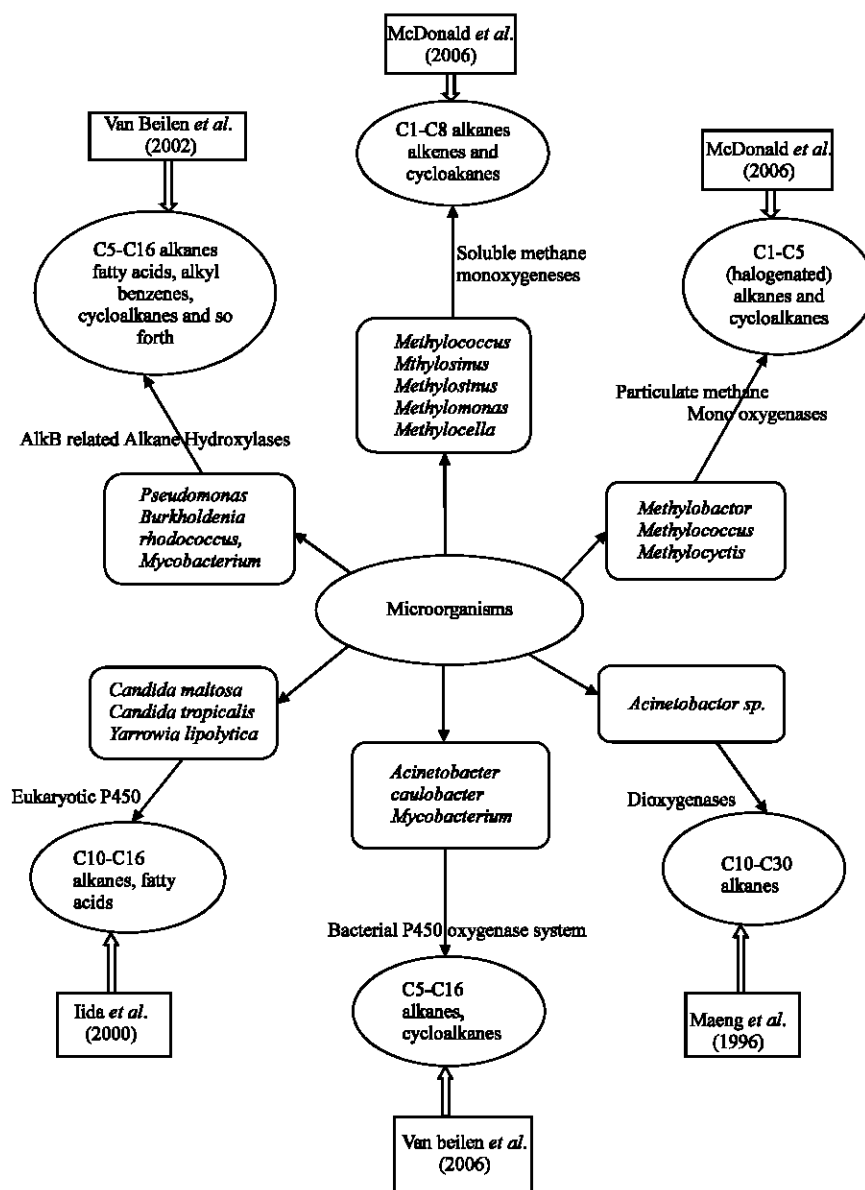 McDonald et al.
(2006)
Van Beilen et al.
(2002)
C1-C8 alkanes
alkenes and
cycloakanes
McDonald et al.
(2006)
C5-C16 alkanes
fatty acids, alkyl
benzenes,
cycloalkanes and so
forth
Soluble methane
monoxygeneses
C1-C5
(halogenated)
alkanes and
cycloalkanes
Methylococcus
Mthylosinus
Methylosinus
Methylomonas
Methylocella
Particulate methane
Mono oxygenases
AlkB related Alkane Hydroxylases
Pseudomonas
Burkholdenia
rhodococcus,
Mycobacterium
Methylobactor
Methylococcus
Methylocyctis
Microorganisms
Candida maltosa
Candida tropicalis
Yarrowia lipolytica
Acinetobactor sp.
Acinetobacter
caulobacter
Mycobacterium
Eukaryotic P450
Dioxygenases
C10-C16
alkanes, fatty
acids
C10-C30
alkanes
Bacterial P450 oxygenase system
C5-C16
alkanes,
cycloalkanes
Iida et al.
(2000)
Maeng et al.
(1996)
Van beilen et al.
(2006)